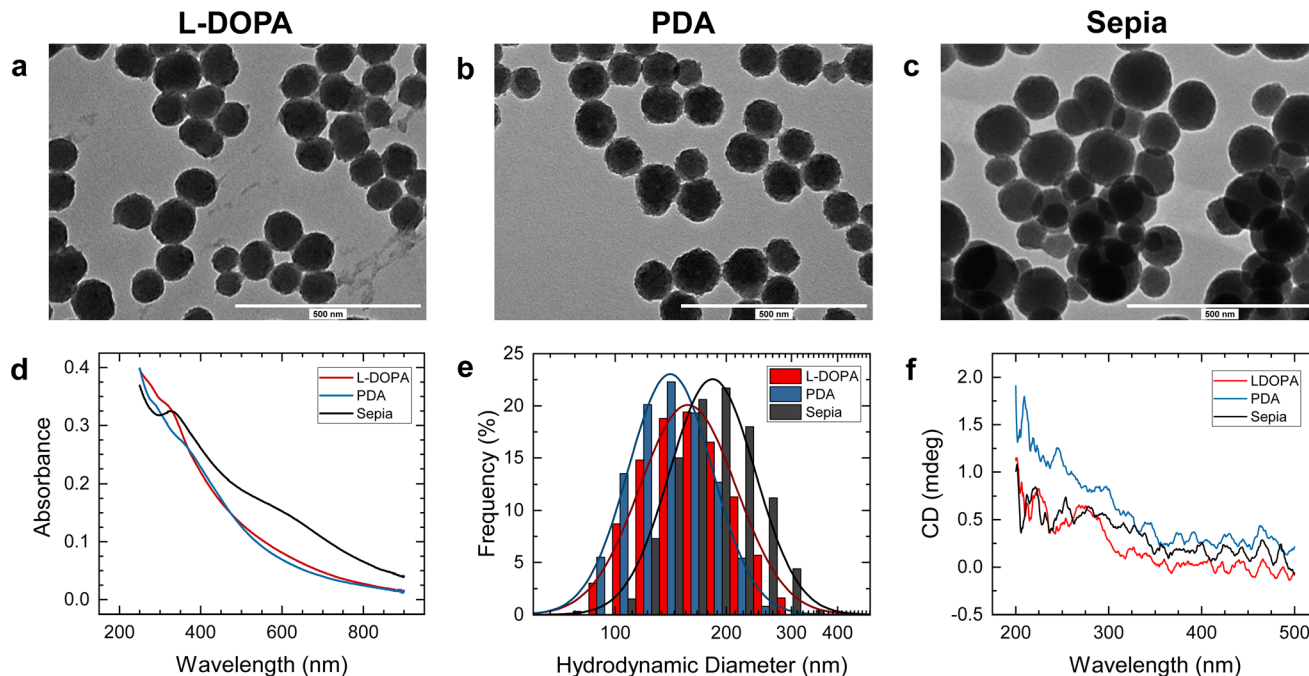 L-DOPA PDA Sepia
a b c
500 nm 500 nm 500 nm
d
0.4
0.3
0.2
0.1
0.0
Absorbance
L-DOPA
PDA
Sepia
200 400 600 800
Wavelength (nm)
e
25
20
15
10
5
0
Frequency (%)
L-DOPA
PDA
Sepia
100 200 300 400
Hydrodynamic Diameter (nm)
f
2.0
1.5
1.0
0.5
0.0
-0.5
CD (mdeg)
LDOPA
PDA
Sepia
200 300 400 500
Wavelength (nm)